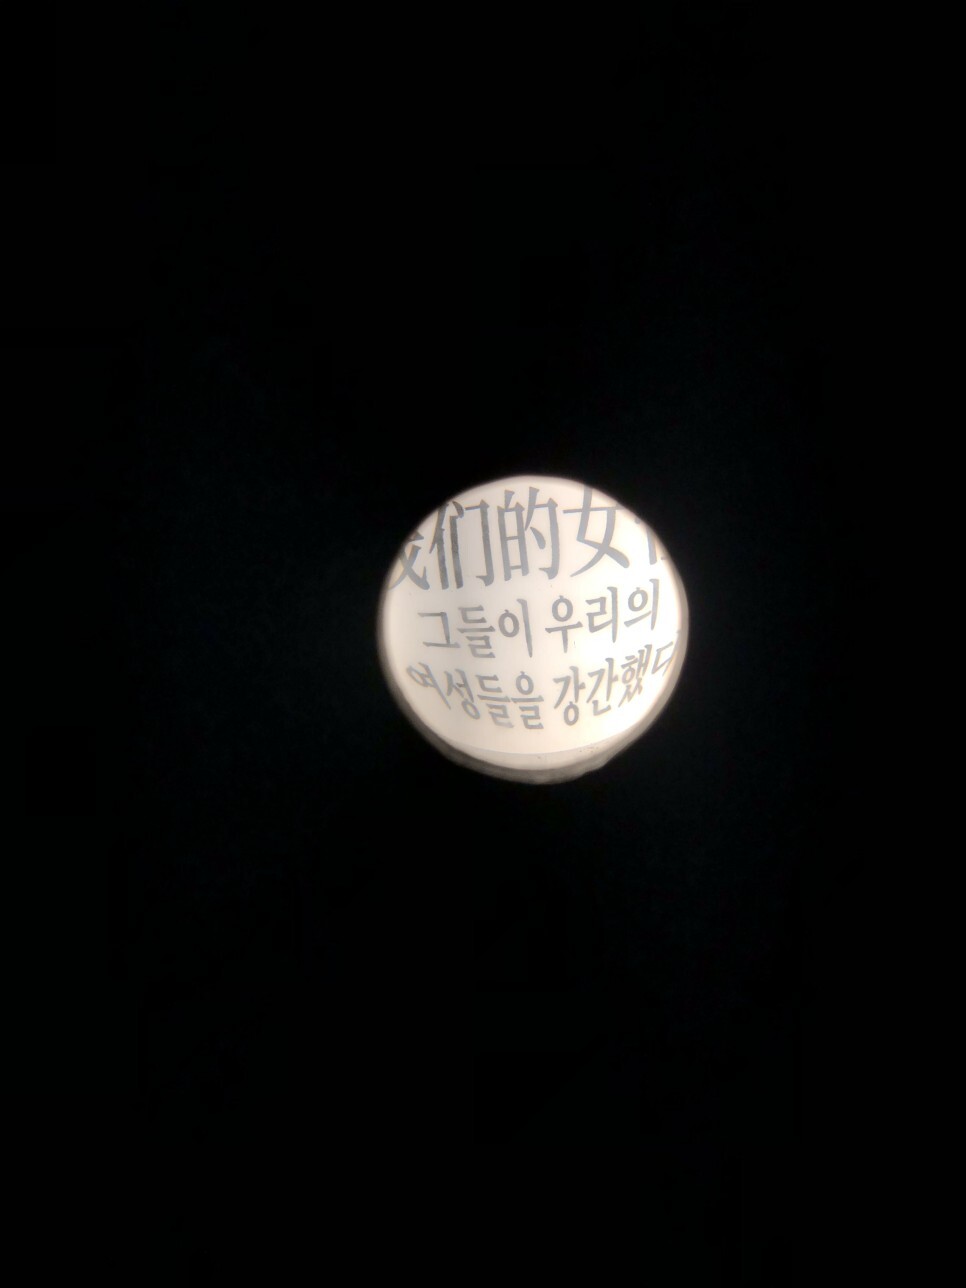 我们的女
그들이 우리의
여성들을 강간했다